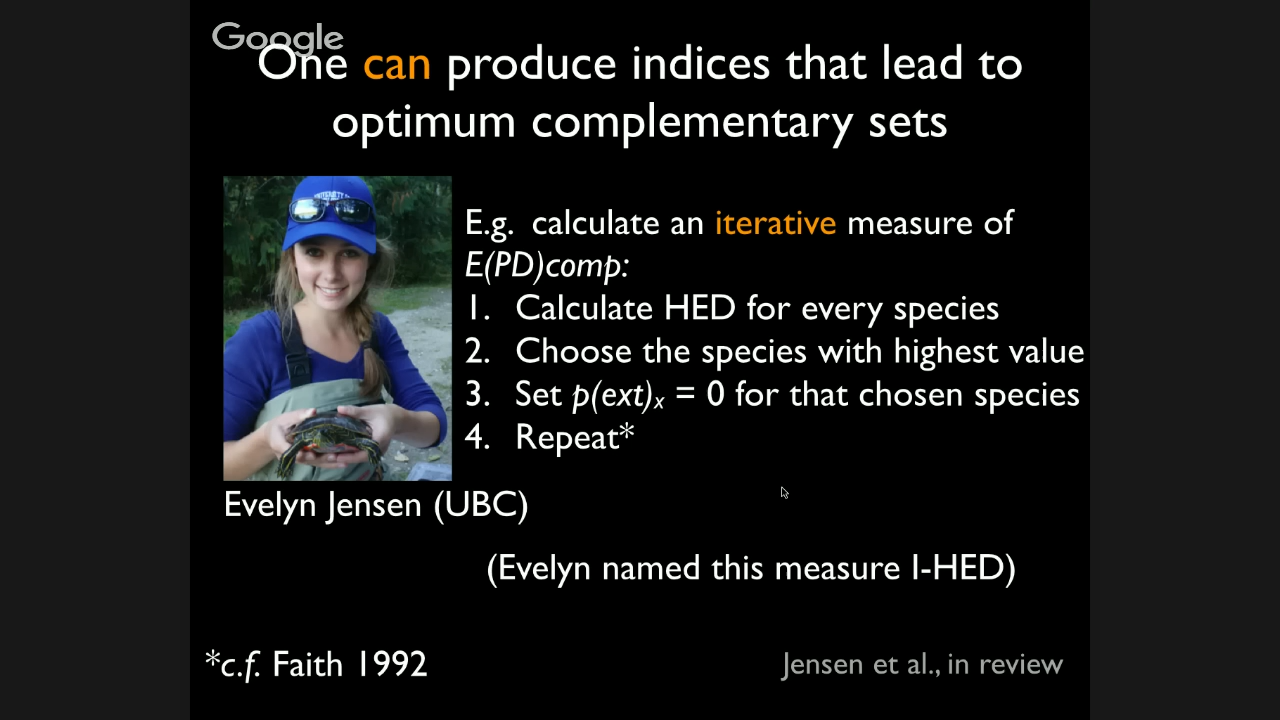 Google
One can produce indices that lead to
optimum complementary sets
E.g. calculate an iterative measure of
E(PD)comp:
1. Calculate HED for every species
2. Choose the species with highest value
3. Set p(ext)x = 0 for that chosen species
4. Repeat*
Evelyn Jensen (UBC)
(Evelyn named this measure I-HED)
*c.f. Faith 1992
Jensen et al., in review